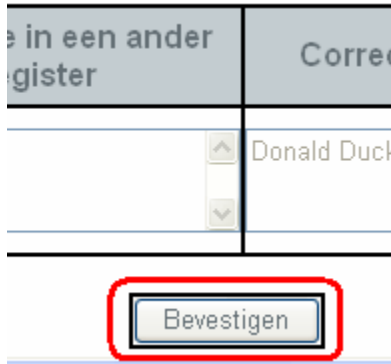 e in een ander
egister
Correc
Donald Duck
Bevestigen